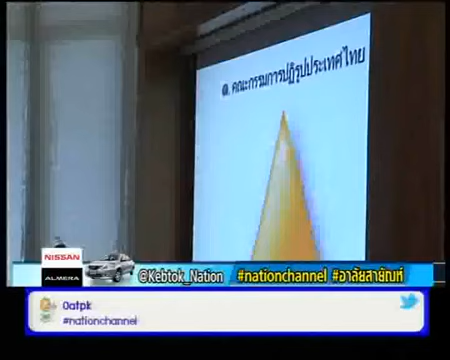 ๑. คณะกรรมการปฏิรูปประเทศไทย
NISSAN
ALMERA
@Kebtok_Nation #nationchannel #อาลัยสายัณห์
0atpk
#nationchannel